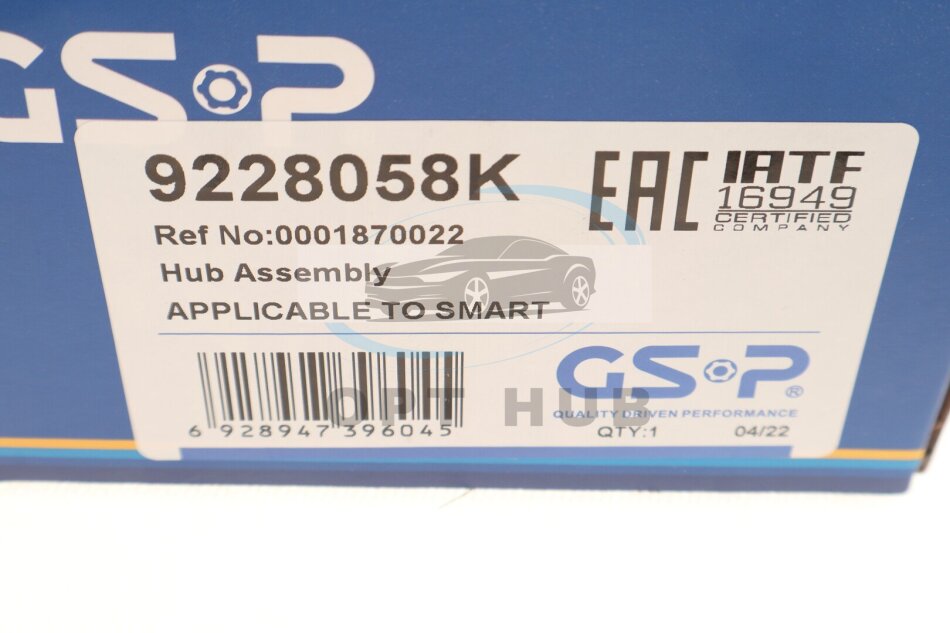 GSP
9228058K
EAC
IATF
16949
CERTIFIED
COMPANY
Ref No:0001870022
Hub Assembly
APPLICABLE TO SMART
6 928947 396045
OPT HUB
GSP®
QUALITY DRIVEN PERFORMANCE
QTY:1 04/22